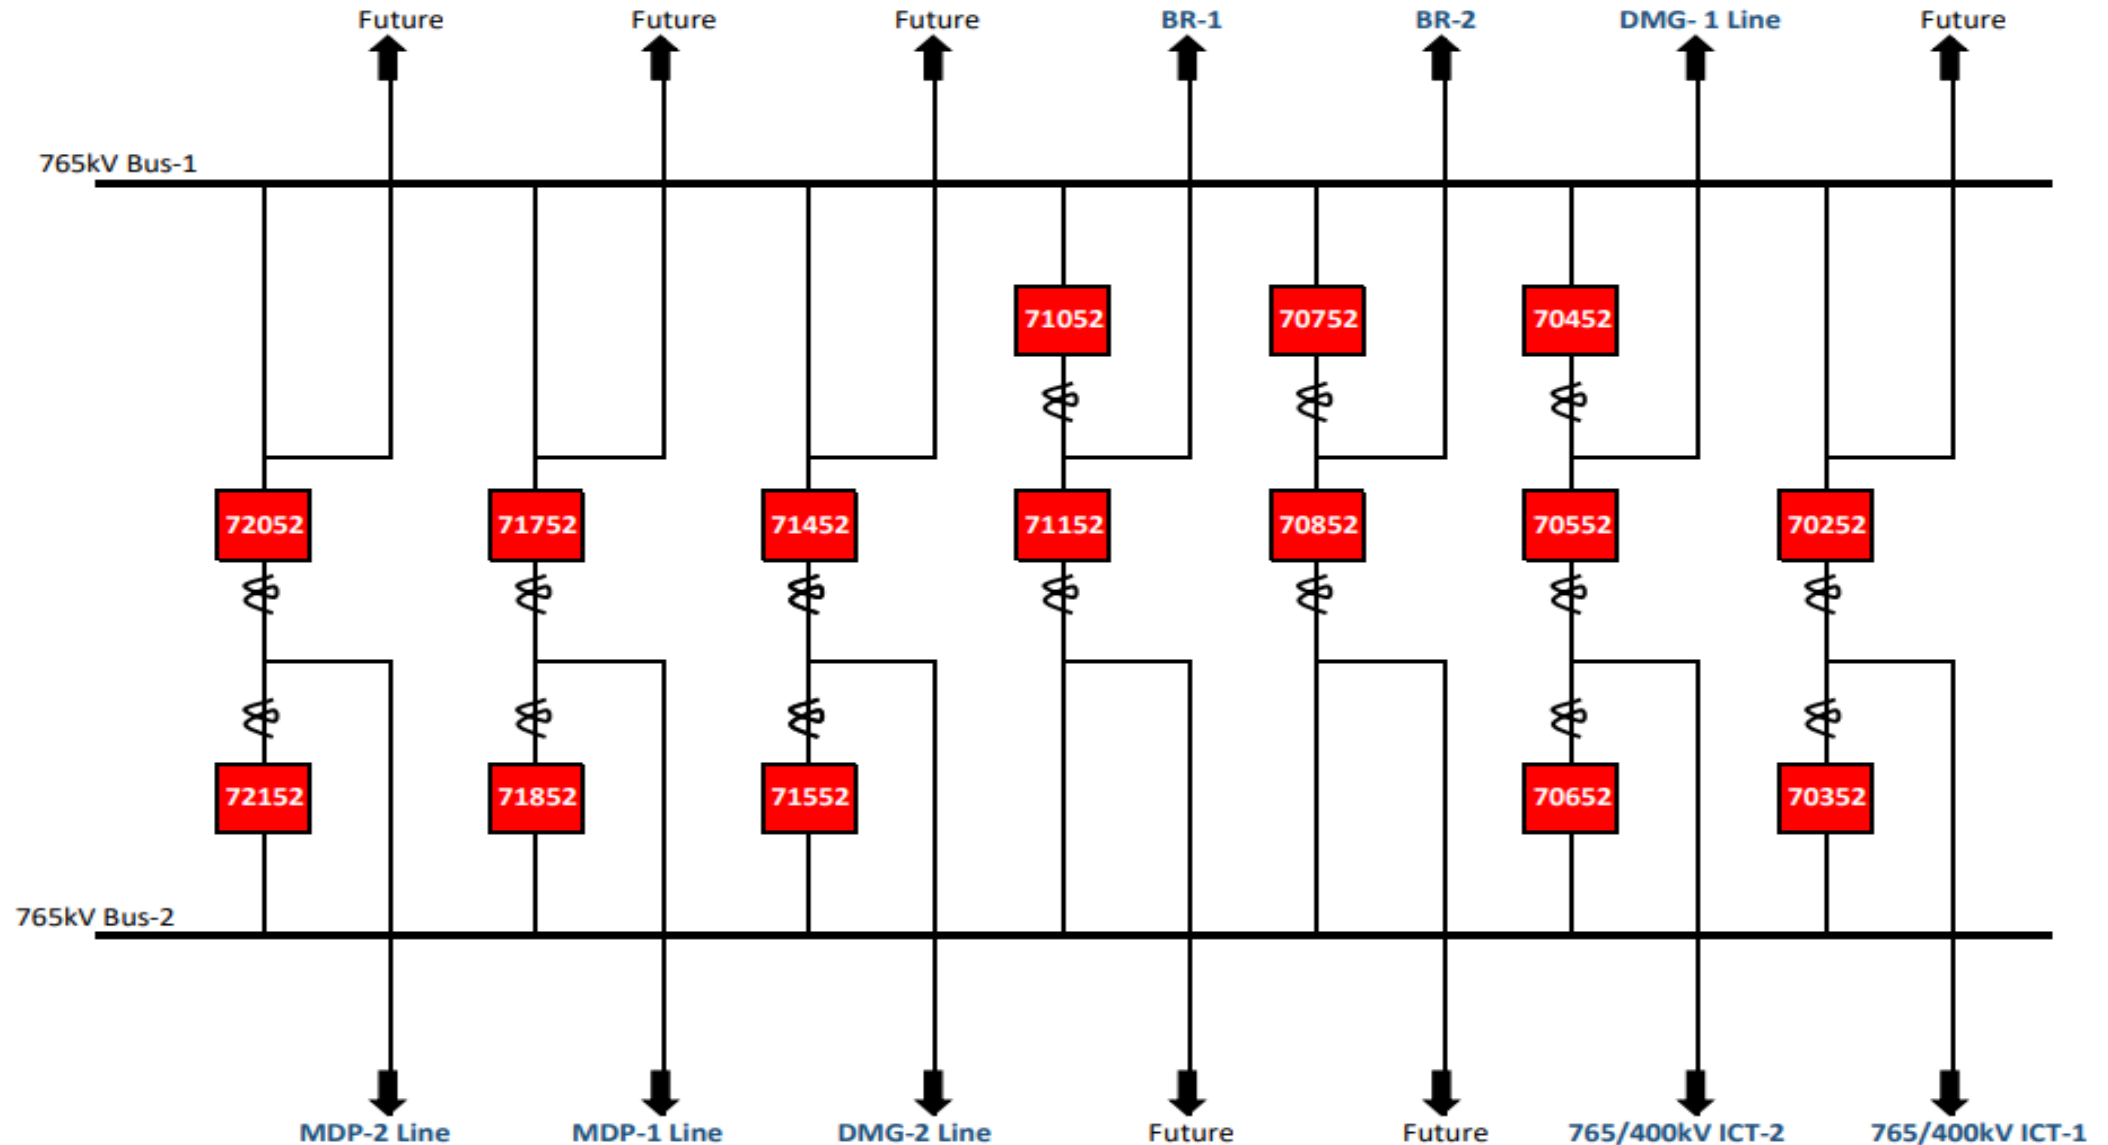 Future Future Future BR-1 BR-2 DMG- 1 Line Future
765kV Bus-1
71052 70752 70452
72052 71752 71452 71152 70852 70552 70252
72152 71852 71552 70652 70352
765kV Bus-2
MDP-2 Line MDP-1 Line DMG-2 Line Future Future 765/400kV ICT-2 765/400kV ICT-1